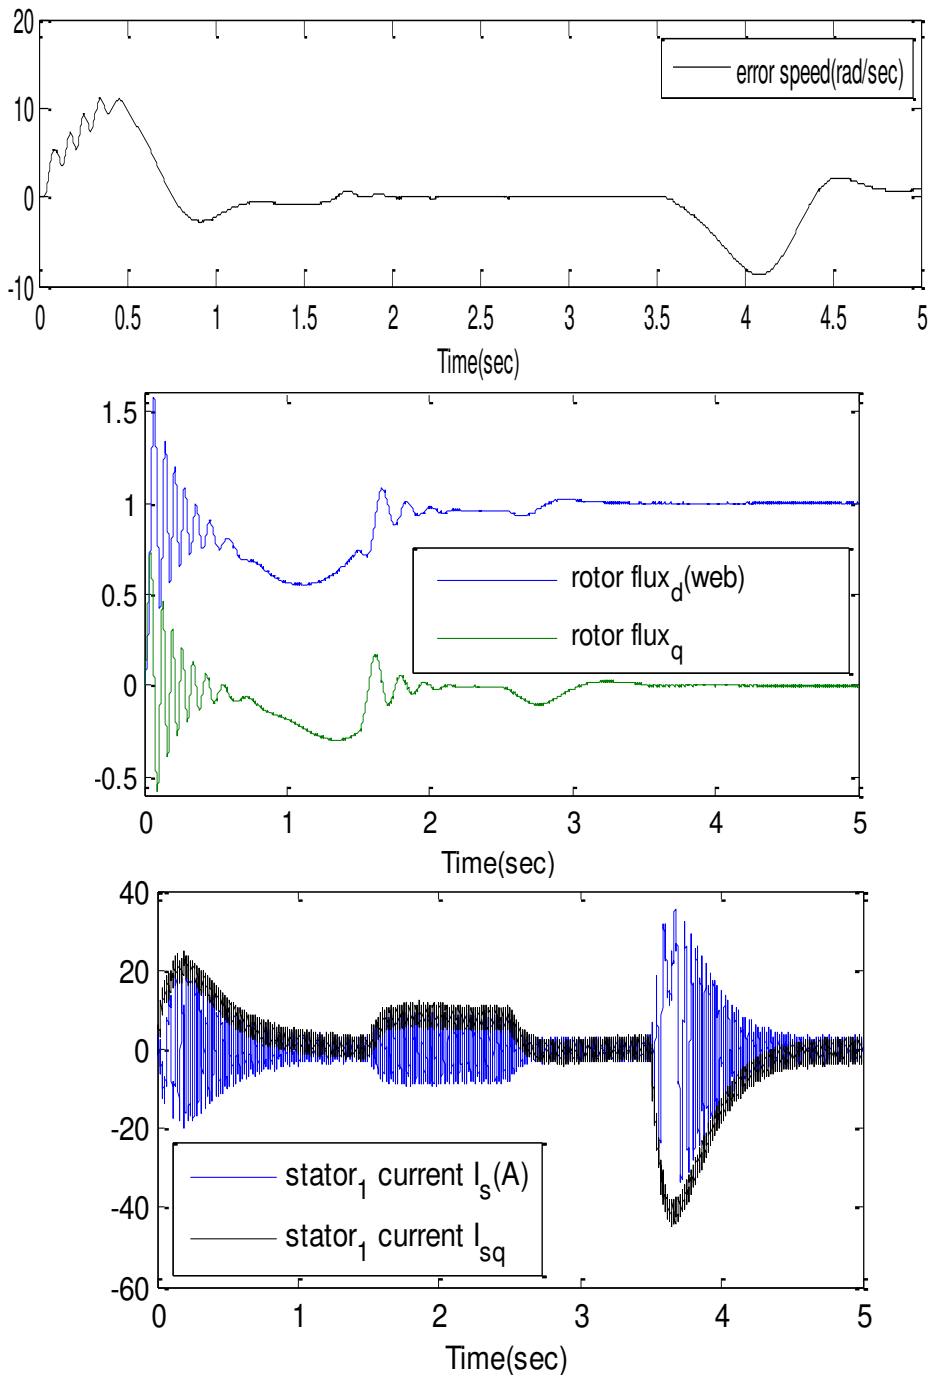 20
10
0
-10
error speed(rad/sec)
0 0.5 1 1.5 2 2.5 3 3.5 4 4.5 5
Time(sec)
1.5
1
0.5
0
-0.5
rotor flux_d(web)
rotor flux_q
0 1 2 3 4 5
Time(sec)
40
20
0
-20
-40
-60
stator_1 current I_s(A)
stator_1 current I_sq
0 1 2 3 4 5
Time(sec)